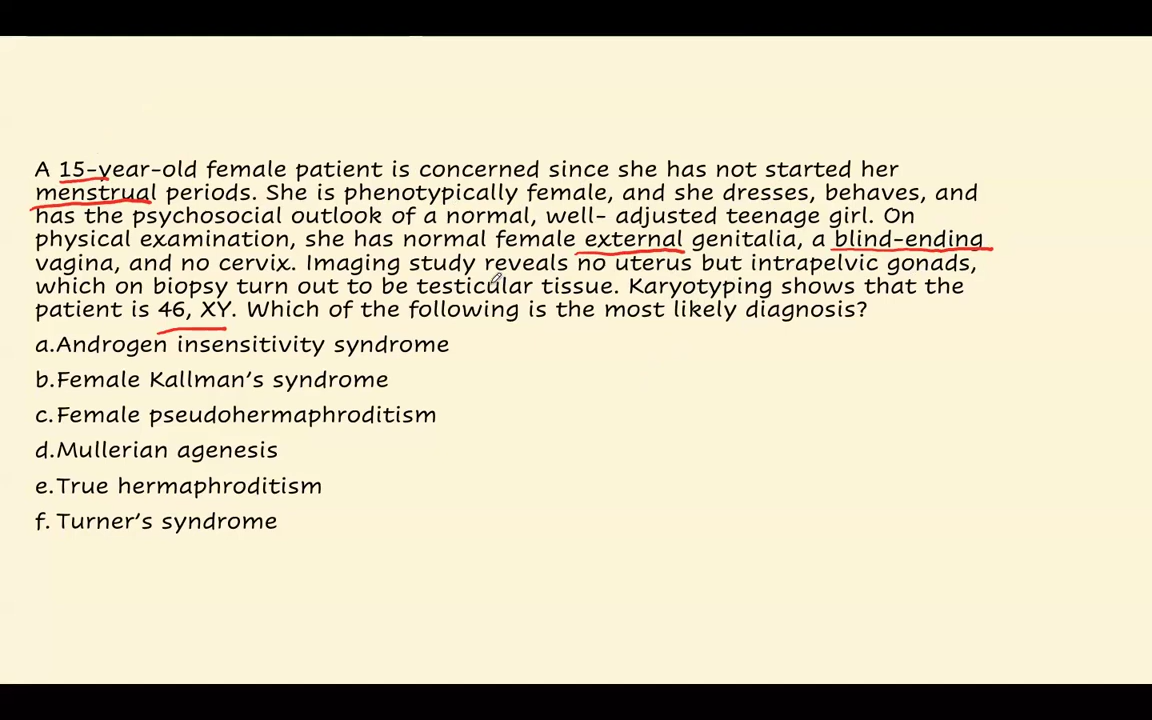 A 15-year-old female patient is concerned since she has not started her
menstrual periods. She is phenotypically female, and she dresses, behaves, and
has the psychosocial outlook of a normal, well- adjusted teenage girl. On
physical examination, she has normal female external genitalia, a blind-ending
vagina, and no cervix. Imaging study reveals no uterus but intrapelvic gonads,
which on biopsy turn out to be testicular tissue. Karyotyping shows that the
patient is 46, XY. Which of the following is the most likely diagnosis?
a.Androgen insensitivity syndrome
b.Female Kallman's syndrome
c.Female pseudohermaphroditism
d.Mullerian agenesis
e.True hermaphroditism
f. Turner's syndrome